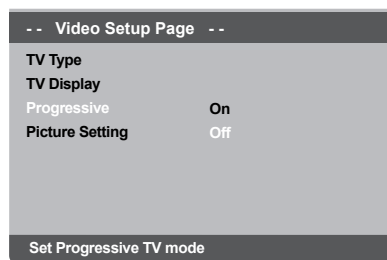 -- Video Setup Page --
TV Type
TV Display
Progressive On
Picture Setting Off
Set Progressive TV mode